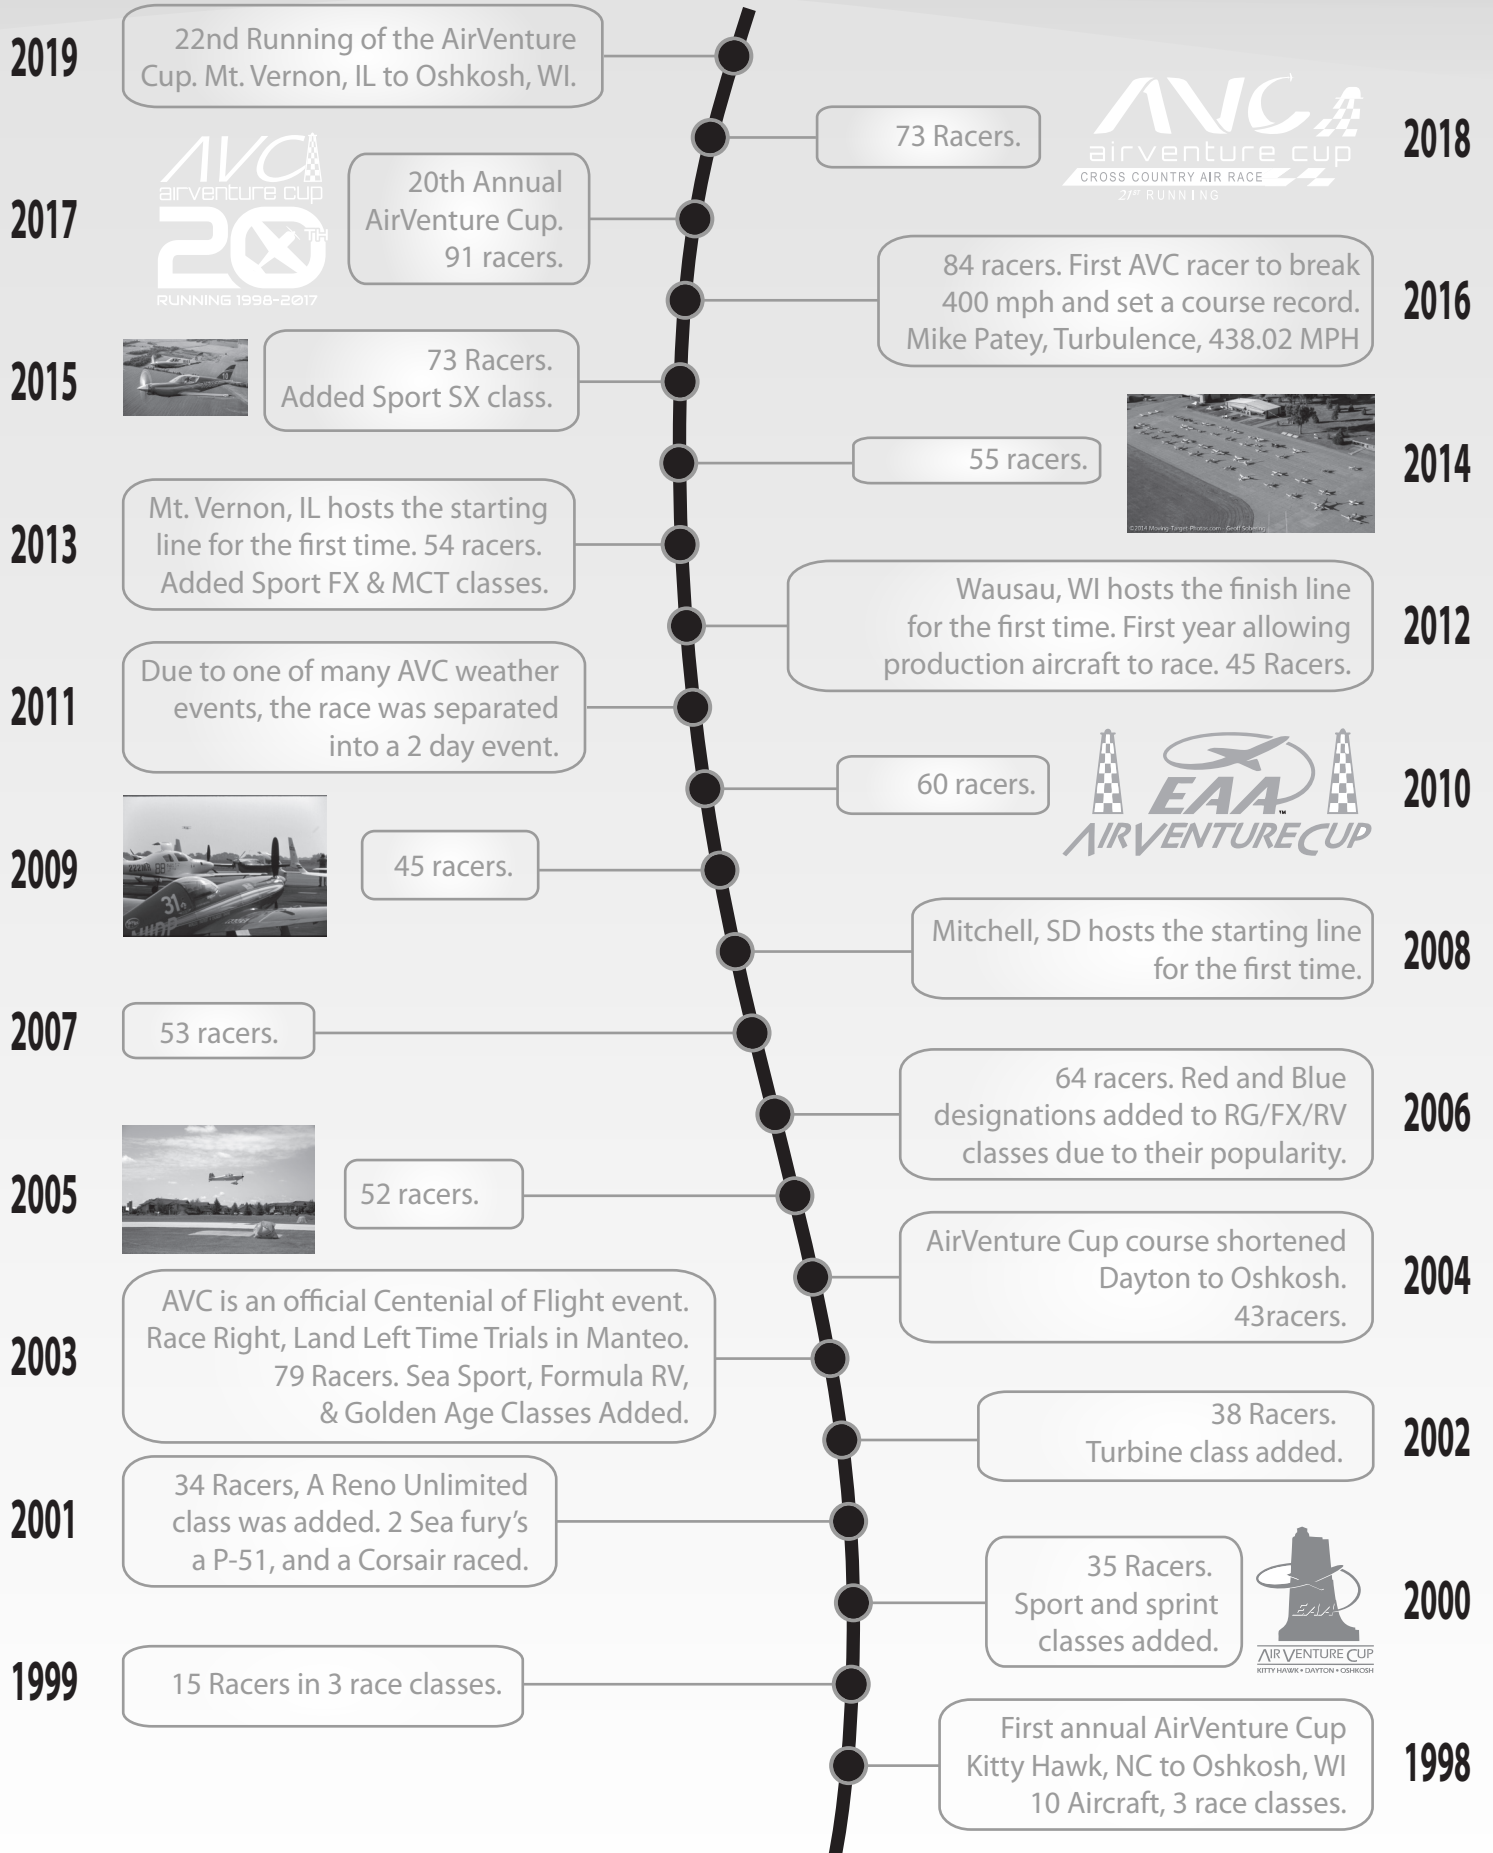 2019
22nd Running of the AirVenture
Cup. Mt. Vernon, IL to Oshkosh, WI.
AVC
airventure cup
CROSS COUNTRY AIR RACE
21st RUNNING
73 Racers.
2018
AVC
airventure cup
20TH
RUNNING 1998-2017
2017
20th Annual
AirVenture Cup.
91 racers.
84 racers. First AVC racer to break
400 mph and set a course record.
Mike Patey, Turbulence, 438.02 MPH
2016
2015
73 Racers.
Added Sport SX class.
55 racers.
©2014 Moving-Target-Photos.com - Geoff Sobering
2014
2013
Mt. Vernon, IL hosts the starting
line for the first time. 54 racers.
Added Sport FX & MCT classes.
Wausau, WI hosts the finish line
for the first time. First year allowing
production aircraft to race. 45 Racers.
2012
2011
Due to one of many AVC weather
events, the race was separated
into a 2 day event.
60 racers.
EAA™
AIRVENTURE CUP
2010
2009
31
45 racers.
Mitchell, SD hosts the starting line
for the first time.
2008
2007
53 racers.
64 racers. Red and Blue
designations added to RG/FX/RV
classes due to their popularity.
2006
2005
52 racers.
AirVenture Cup course shortened
Dayton to Oshkosh.
43racers.
2004
2003
AVC is an official Centenial of Flight event.
Race Right, Land Left Time Trials in Manteo.
79 Racers. Sea Sport, Formula RV,
& Golden Age Classes Added.
38 Racers.
Turbine class added.
2002
2001
34 Racers, A Reno Unlimited
class was added. 2 Sea fury's
a P-51, and a Corsair raced.
35 Racers.
Sport and sprint
classes added.
EAA
AIRVENTURE CUP
KITTY HAWK • DAYTON • OSHKOSH
2000
1999
15 Racers in 3 race classes.
First annual AirVenture Cup
Kitty Hawk, NC to Oshkosh, WI
10 Aircraft, 3 race classes.
1998